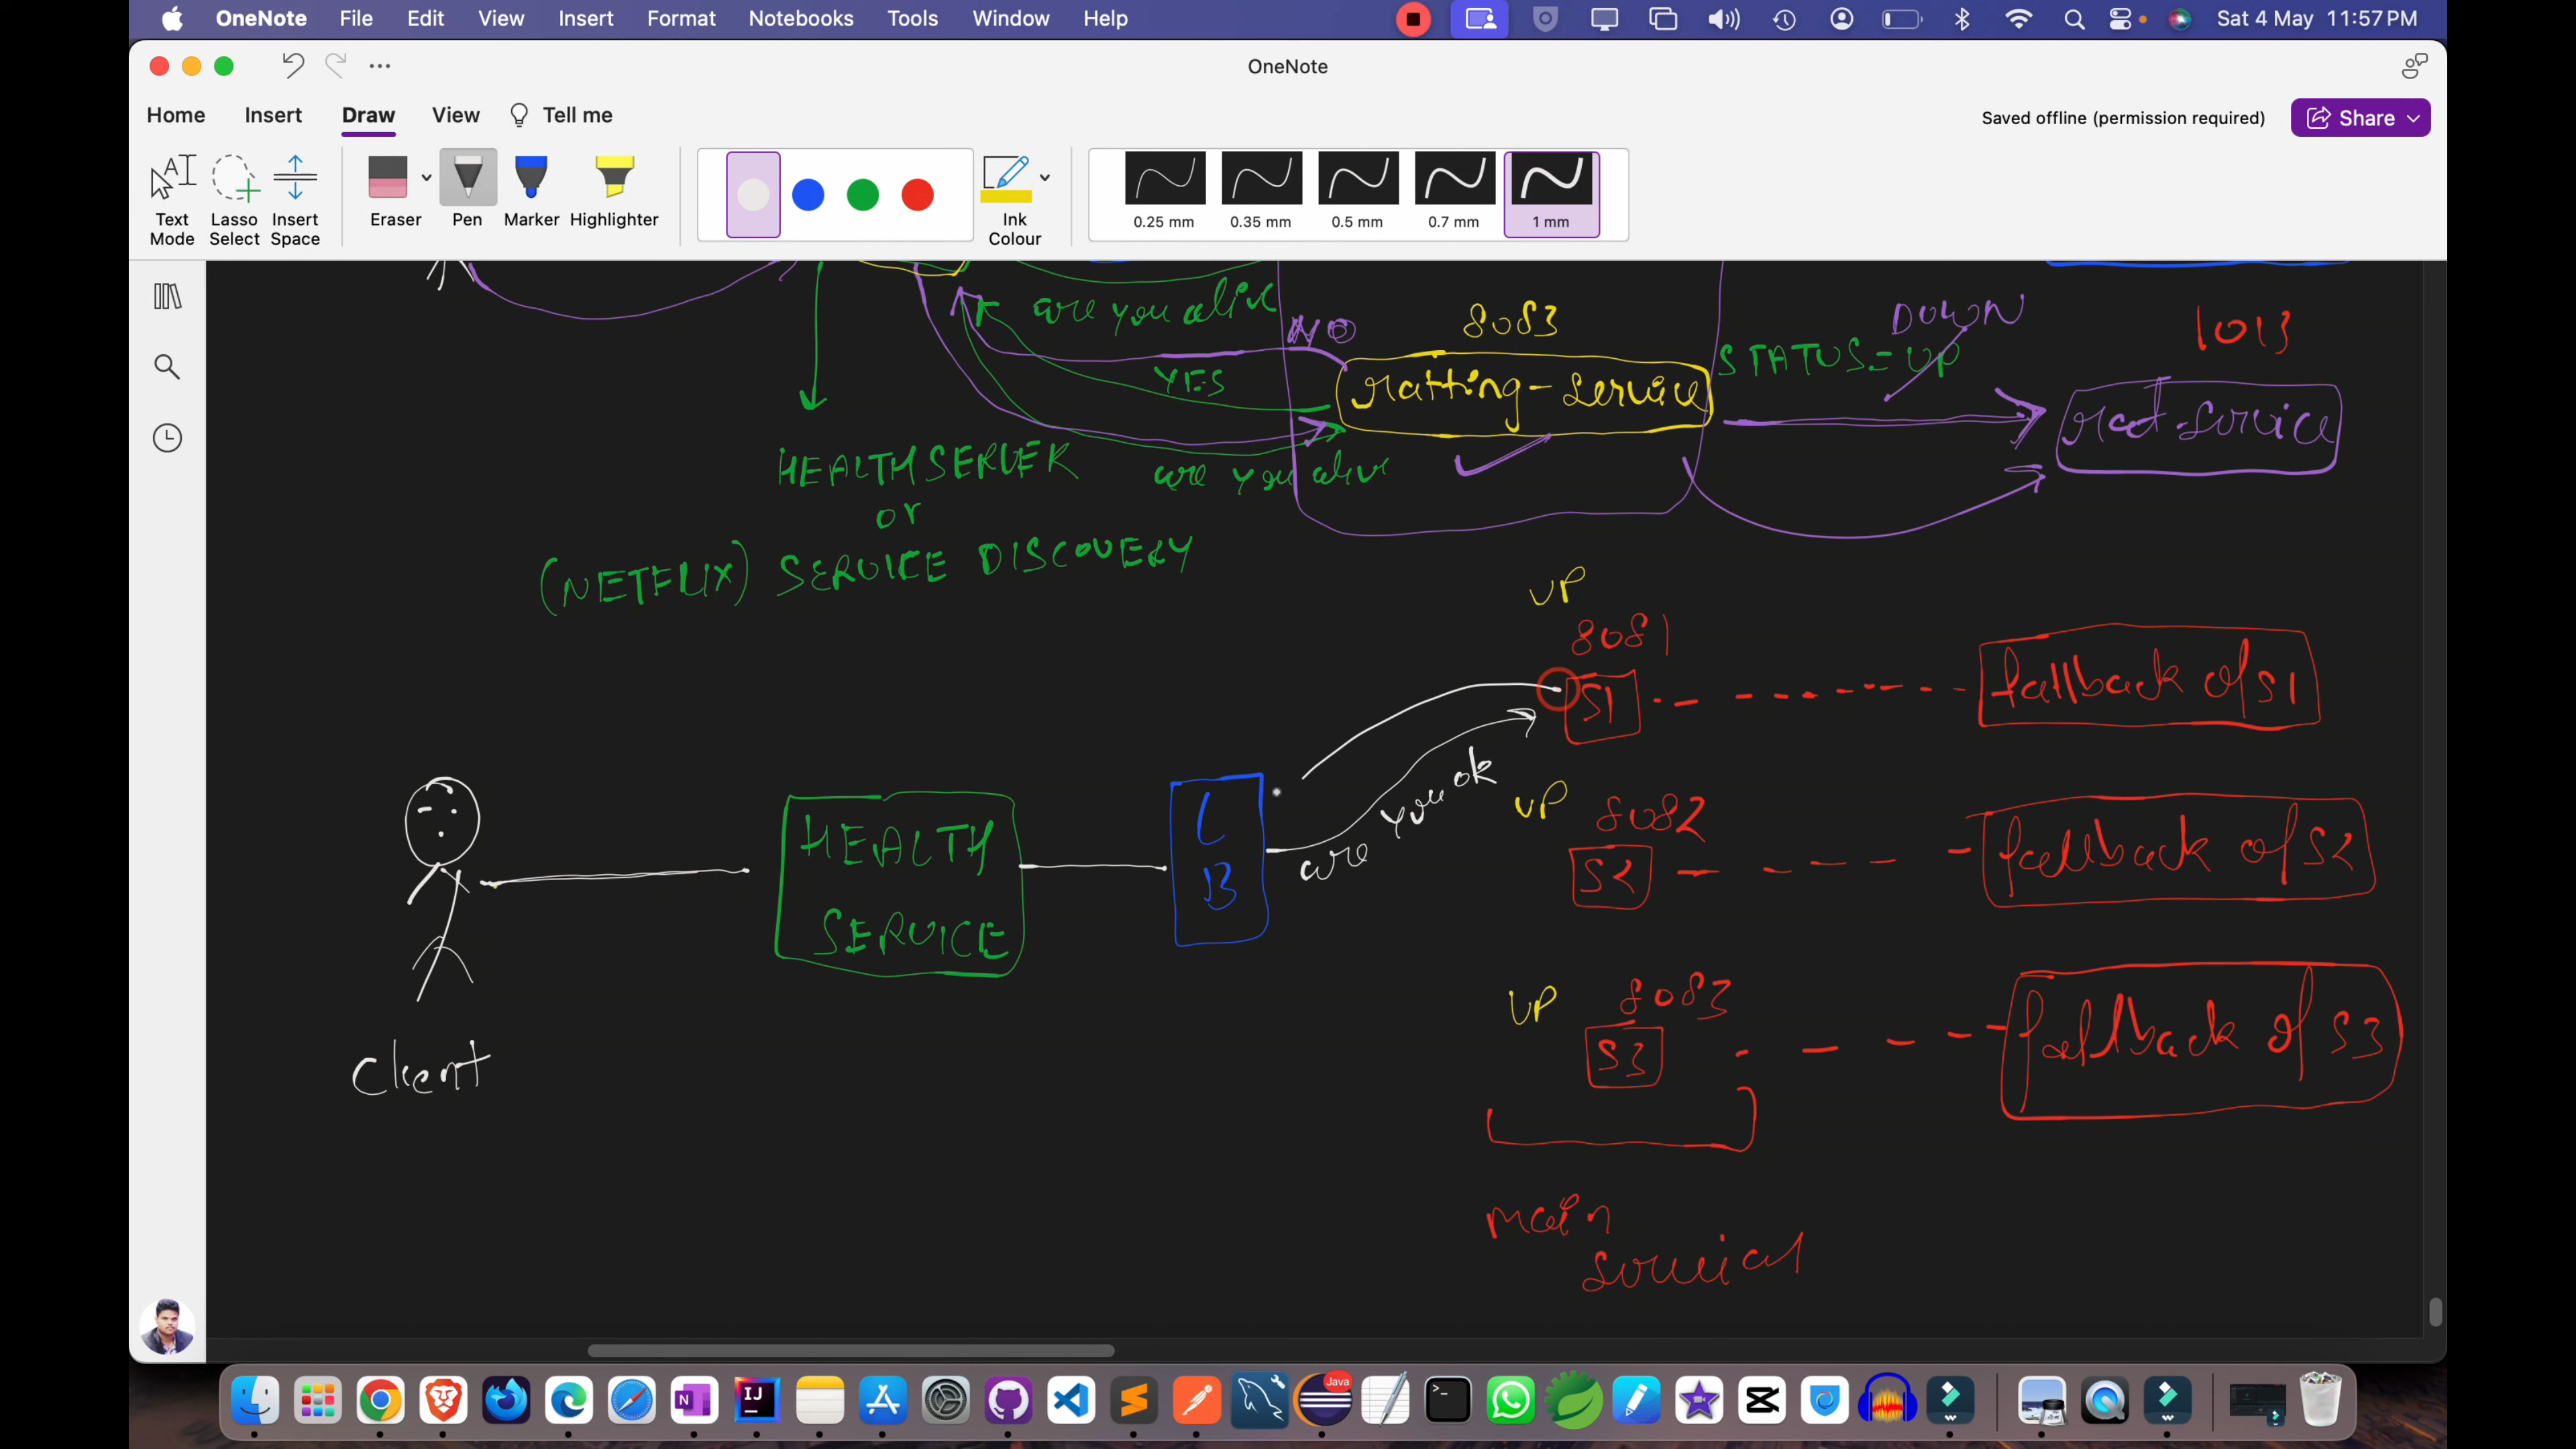 OneNote File Edit View Insert Format Notebooks Tools Window Help Sat 4 May 11:57 PM
OneNote
Home Insert Draw View Tell me
Saved offline (permission required) Share
Text Mode
Lasso Select
Insert Space
Eraser
Pen
Marker
Highlighter
Ink Colour
0.25 mm
0.35 mm
0.5 mm
0.7 mm
1 mm
are you alive
NO
8083
DOWN
1013
YES
Ratting-Service
STATUS=UP
HEALTH SERVER
are you alive
or
(NETFLIX) SERVICE DISCOVERY
UP
8081
S1
fallback of S1
are you ok
UP
8082
S2
fallback of S2
HEALTH
SERVICE
L
B
UP
8083
S3
fallback of S3
Client
main
IJ
Java